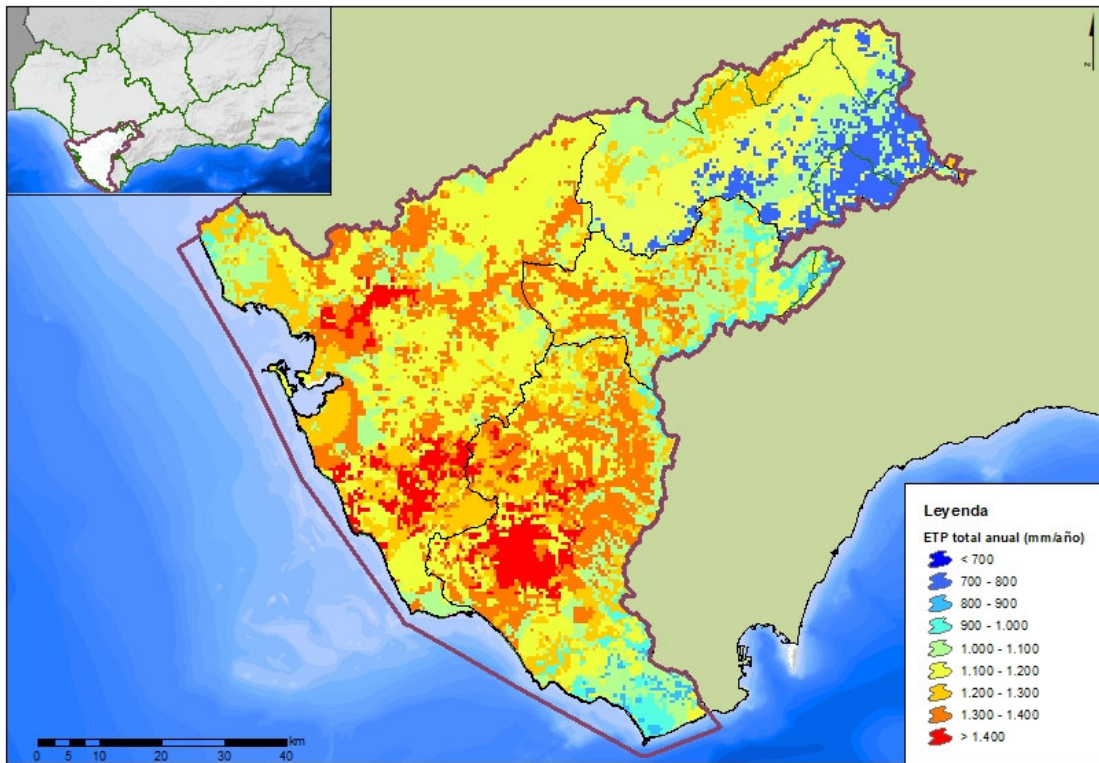 N
Leyenda
ETP total anual (mm/año)
< 700
700 - 800
800 - 900
900 - 1.000
1.000 - 1.100
1.100 - 1.200
1.200 - 1.300
1.300 - 1.400
> 1.400
km
0 5 10 20 30 40